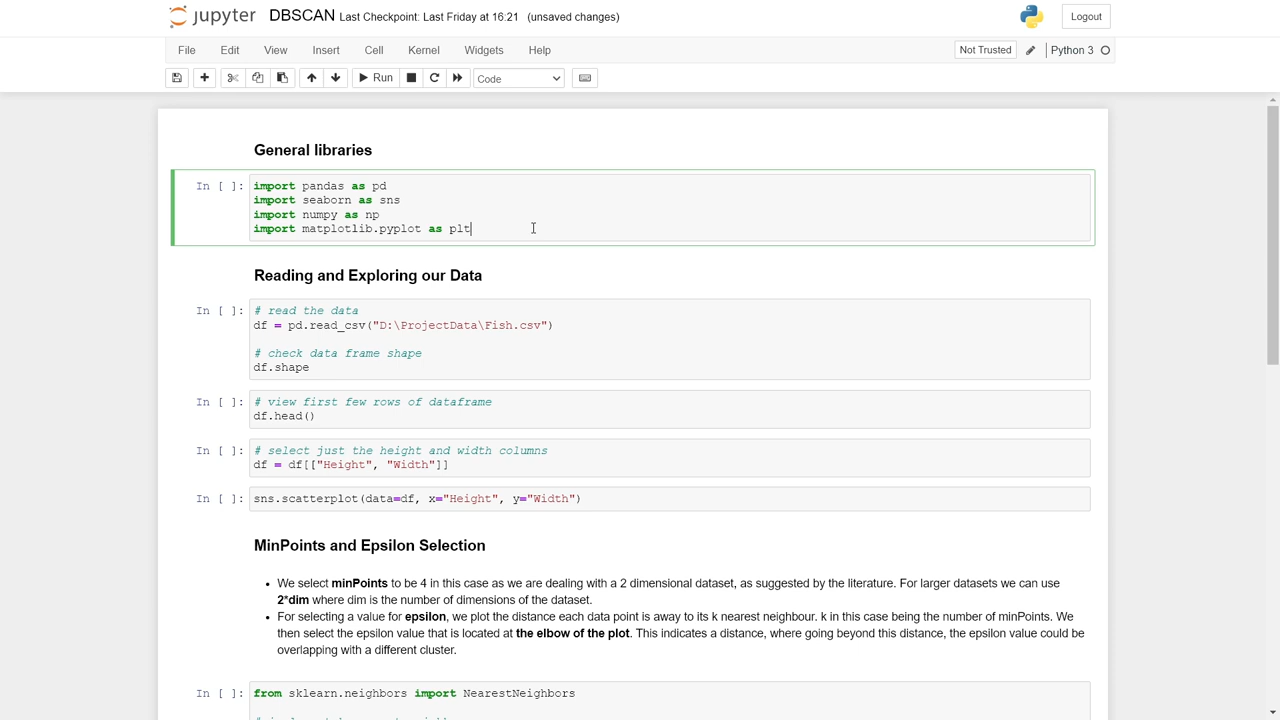 jupyter DBSCAN Last Checkpoint: Last Friday at 16:21 (unsaved changes) Logout
File Edit View Insert Cell Kernel Widgets Help Not Trusted Python 3
Run Code
General libraries
In [ ]: import pandas as pd
import seaborn as sns
import numpy as np
import matplotlib.pyplot as plt
Reading and Exploring our Data
In [ ]: # read the data
df = pd.read_csv("D:\ProjectData\Fish.csv")
# check data frame shape
df.shape
In [ ]: # view first few rows of dataframe
df.head()
In [ ]: # select just the height and width columns
df = df[["Height", "Width"]]
In [ ]: sns.scatterplot(data=df, x="Height", y="Width")
MinPoints and Epsilon Selection
• We select minPoints to be 4 in this case as we are dealing with a 2 dimensional dataset, as suggested by the literature. For larger datasets we can use
2*dim where dim is the number of dimensions of the dataset.
• For selecting a value for epsilon, we plot the distance each data point is away to its k nearest neighbour. k in this case being the number of minPoints. We
then select the epsilon value that is located at the elbow of the plot. This indicates a distance, where going beyond this distance, the epsilon value could be
overlapping with a different cluster.
In [ ]: from sklearn.neighbors import NearestNeighbors